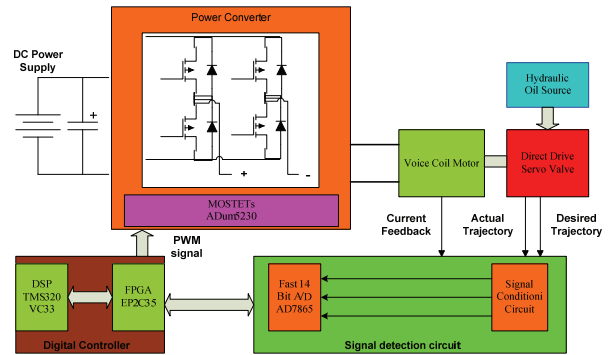 Power Converter
DC Power
Supply
+
+
-
MOSTETs
ADum5230
Hydraulic
Oil Source
Voice Coil Motor
Direct Drive
Servo Valve
PWM
signal
Current
Feedback
Actual
Trajectory
Desired
Trajectory
DSP
TMS320
VC33
FPGA
EP2C35
Digital Controller
Fast 14
Bit A/D
AD7865
Signal
Conditioni
Circuit
Signal detection circuit